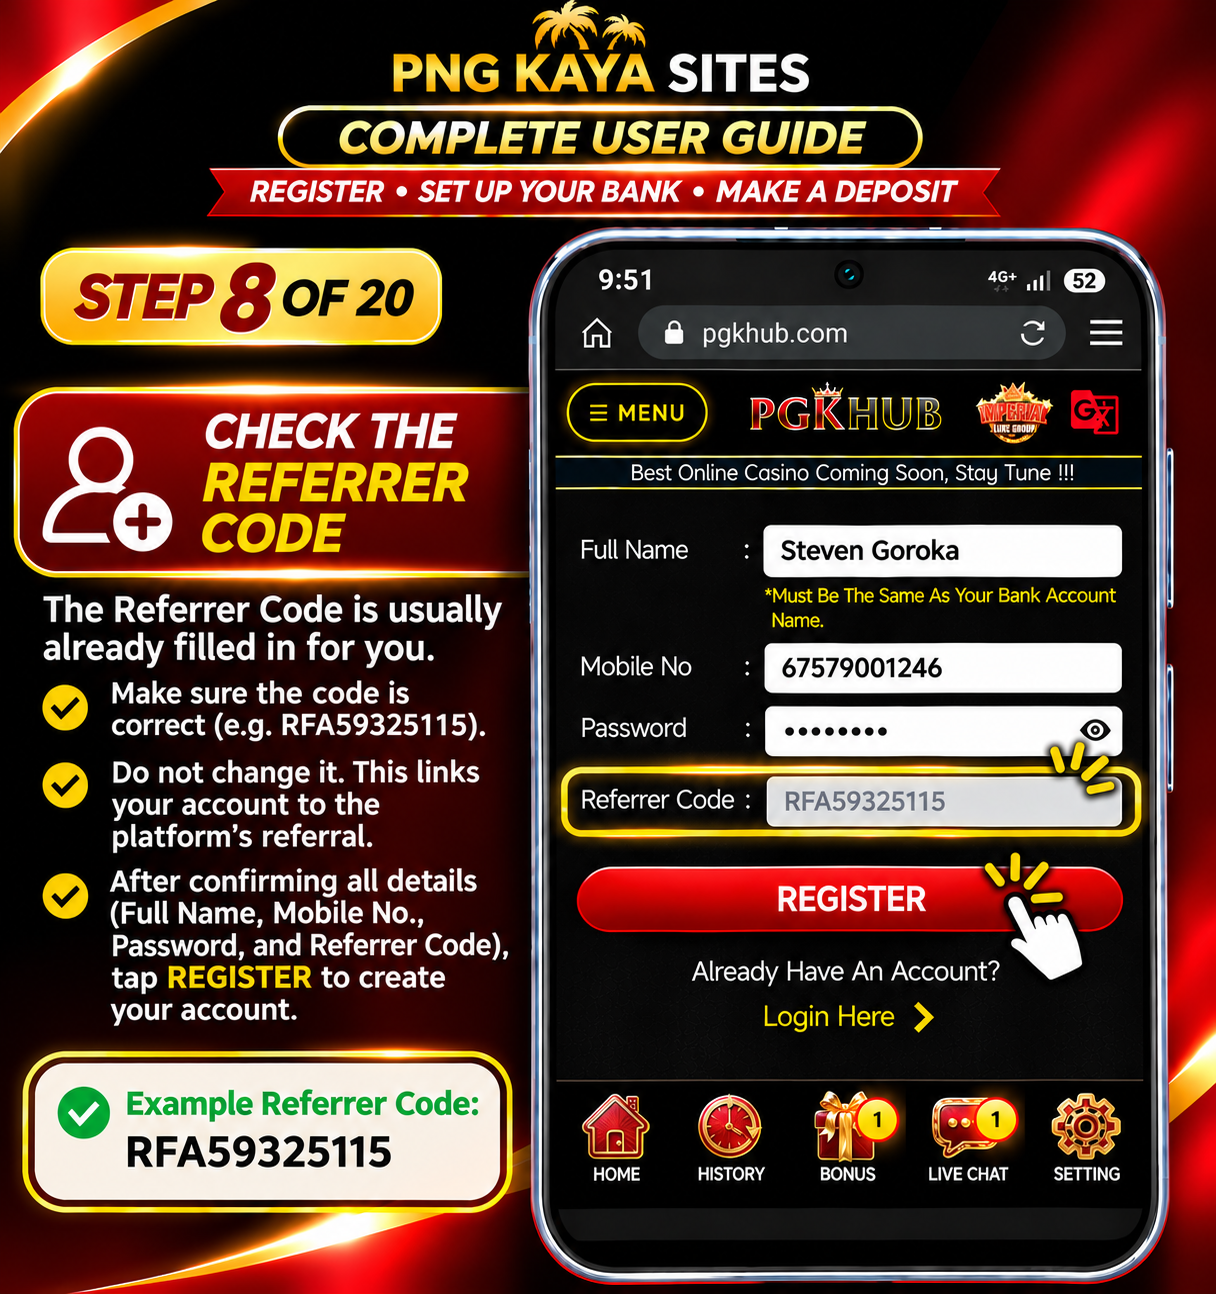 PNG KAYA SITES
COMPLETE USER GUIDE
REGISTER • SET UP YOUR BANK • MAKE A DEPOSIT
STEP 8 OF 20
CHECK THE
REFERRER
CODE
The Referrer Code is usually
already filled in for you.
Make sure the code is
correct (e.g. RFA59325115).
Do not change it. This links
your account to the
platform's referral.
After confirming all details
(Full Name, Mobile No.,
Password, and Referrer Code),
tap REGISTER to create
your account.
Example Referrer Code:
RFA59325115
9:51
4G+
52
pgkhub.com
☰ MENU
PGKHUB
IMPERIAL
LUXE GROUP
G文
Best Online Casino Coming Soon, Stay Tune !!!
Full Name : Steven Goroka
*Must Be The Same As Your Bank Account
Name.
Mobile No : 67579001246
Password : ••••••••
Referrer Code : RFA59325115
REGISTER
Already Have An Account?
Login Here >
1
1
HOME
HISTORY
BONUS
LIVE CHAT
SETTING